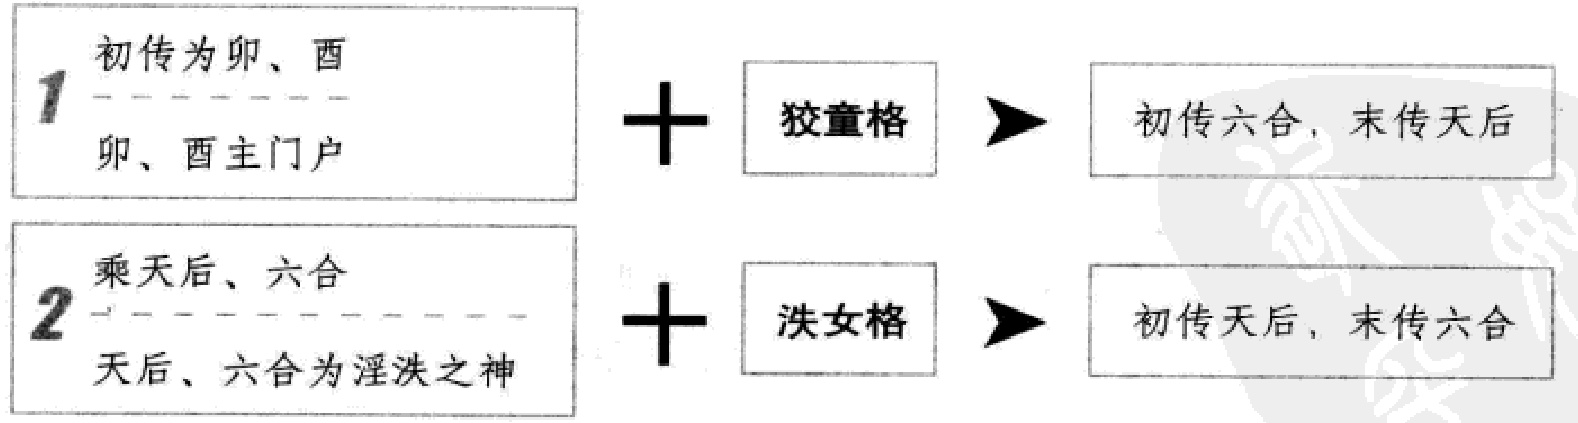 1
初传为卯、酉
卯、酉主门户
+
狡童格
初传六合，末传天后
2
乘天后、六合
天后、六合为淫泆之神
+
泆女格
初传天后，末传六合